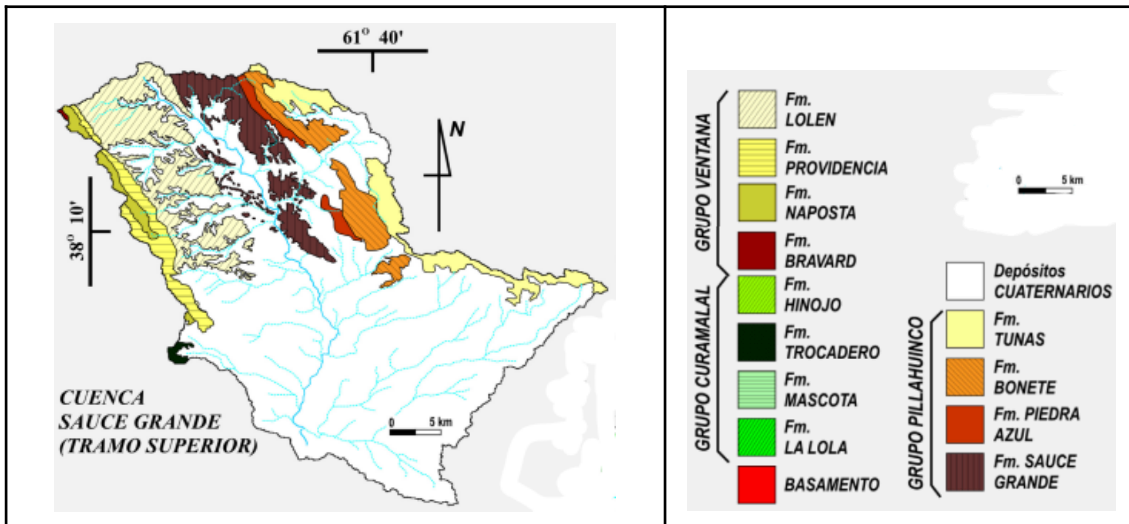 61° 40'
N
38° 10'
0 5 km
CUENCA
SAUCE GRANDE
(TRAMO SUPERIOR)
GRUPO VENTANA
Fm.
LOLEN
Fm.
PROVIDENCIA
Fm.
NAPOSTA
Fm.
BRAVARD
GRUPO CURAMALAL
Fm.
HINOJO
Fm.
TROCADERO
Fm.
MASCOTA
Fm.
LA LOLA
BASAMENTO
0 5 km
Depósitos
CUATERNARIOS
GRUPO PILLAHUINCO
Fm.
TUNAS
Fm.
BONETE
Fm. PIEDRA
AZUL
Fm. SAUCE
GRANDE